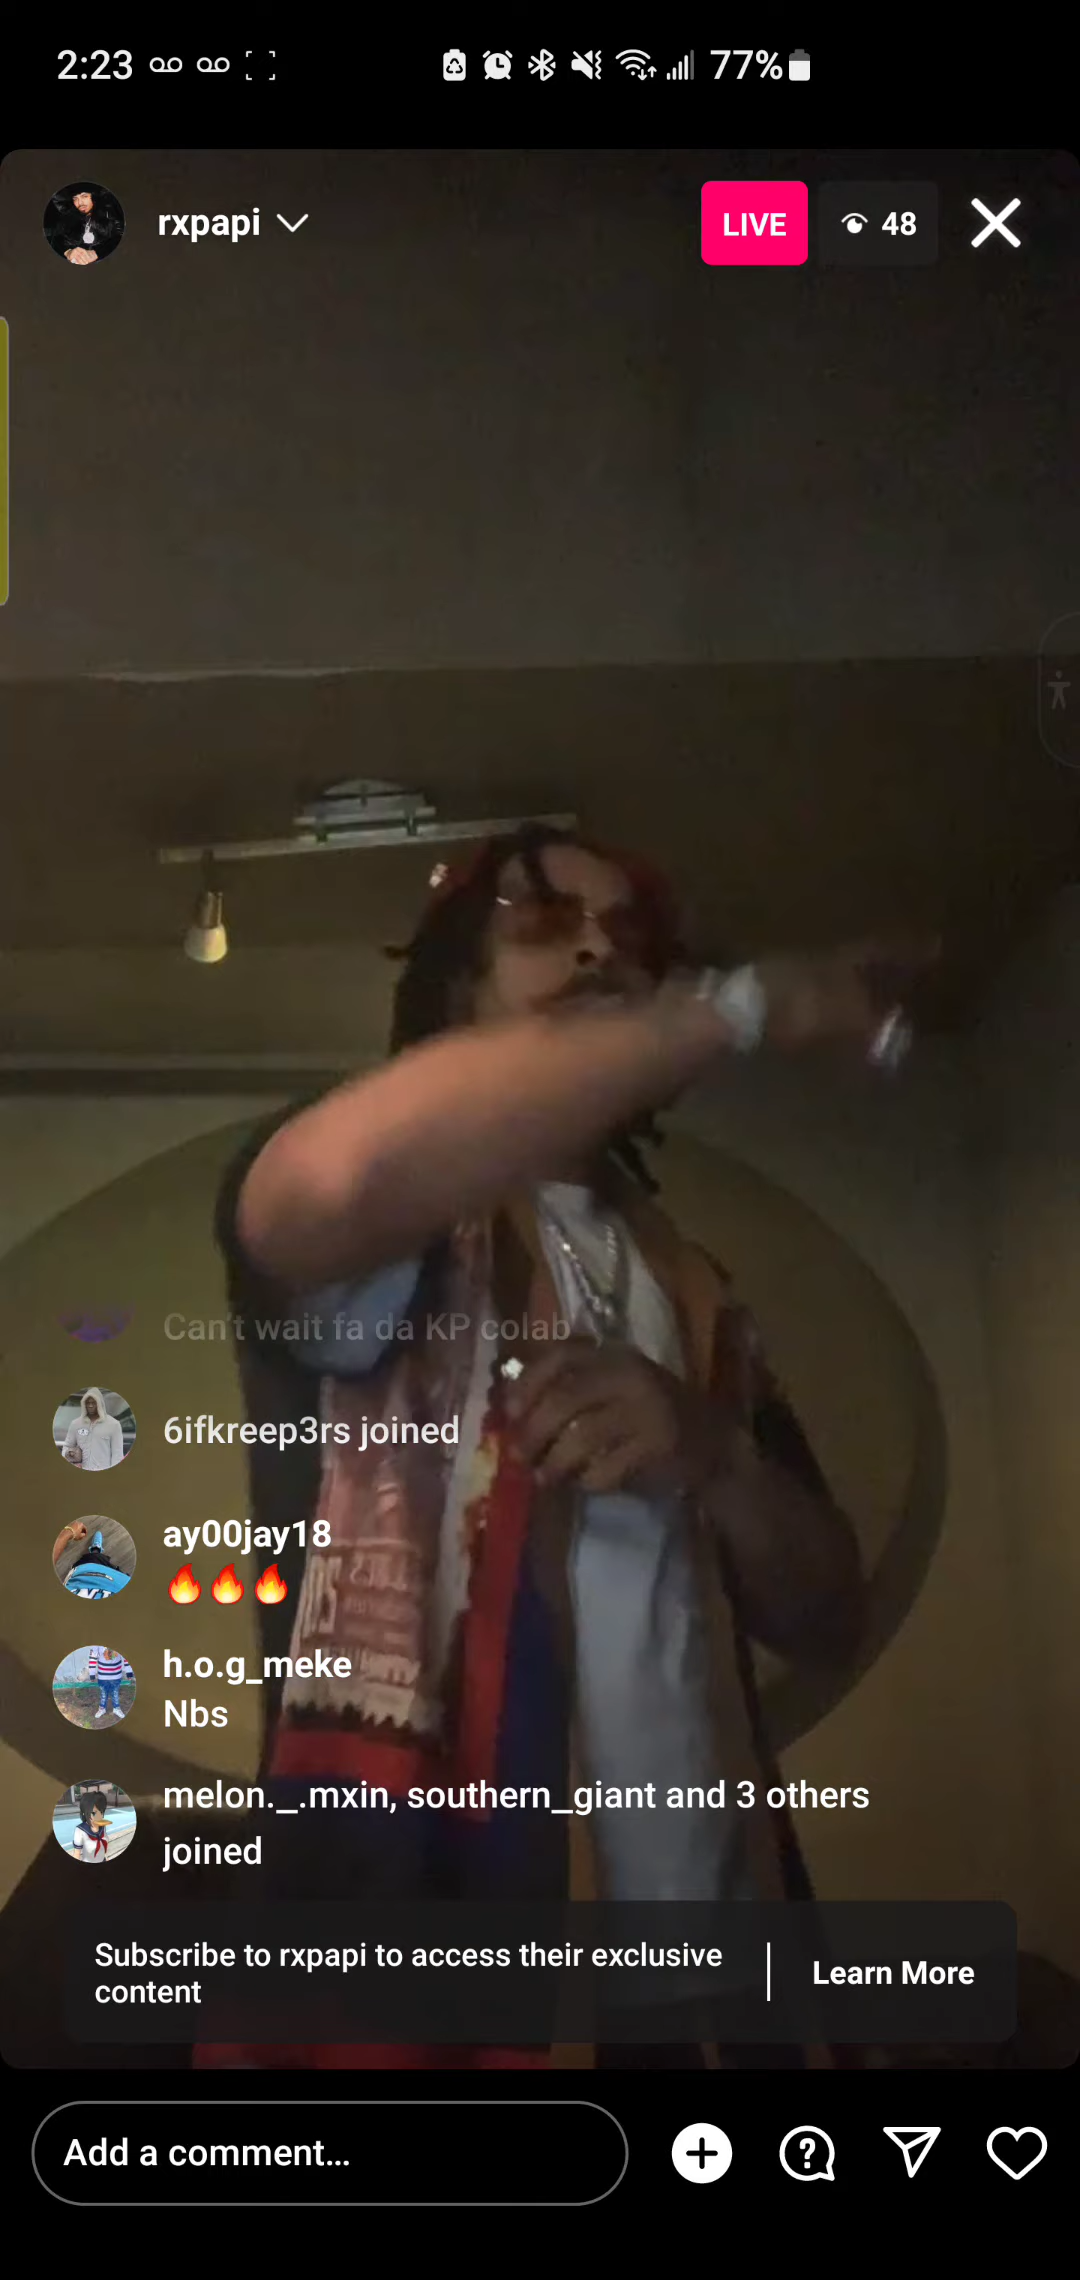 2:23
77%
rxpapi
LIVE
48
Can't wait fa da KP colab
6ifkreep3rs joined
ay00jay18
🔥🔥🔥
h.o.g_meke
Nbs
melon._.mxin, southern_giant and 3 others
joined
Subscribe to rxpapi to access their exclusive
content
Learn More
Add a comment...